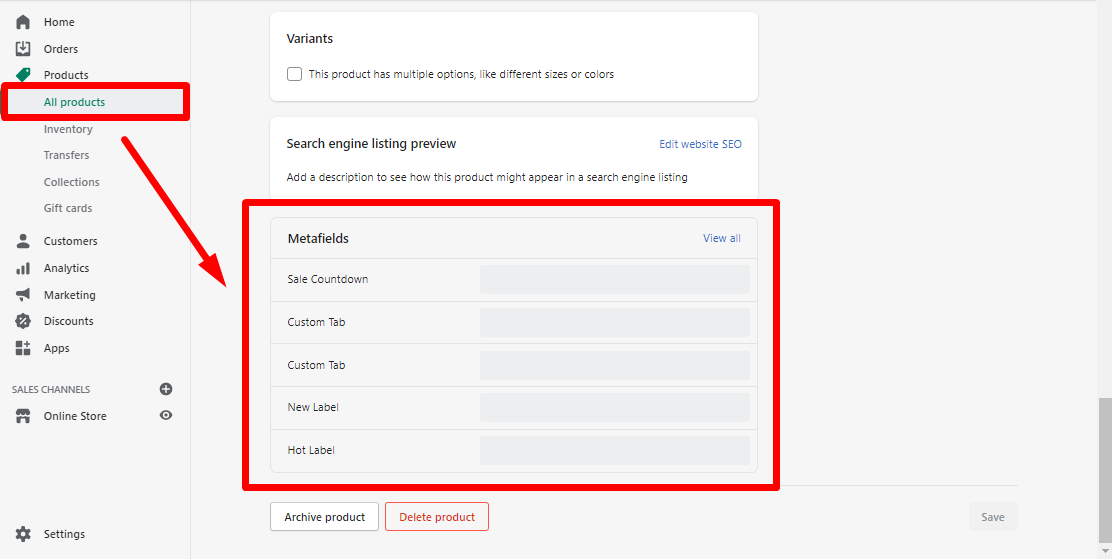 Home
Orders
Products
All products
Inventory
Transfers
Collections
Gift cards
Customers
Analytics
Marketing
Discounts
Apps
SALES CHANNELS
Online Store
Settings
Variants
This product has multiple options, like different sizes or colors
Search engine listing preview
Edit website SEO
Add a description to see how this product might appear in a search engine listing
Metafields
View all
Sale Countdown
Custom Tab
Custom Tab
New Label
Hot Label
Archive product
Delete product
Save